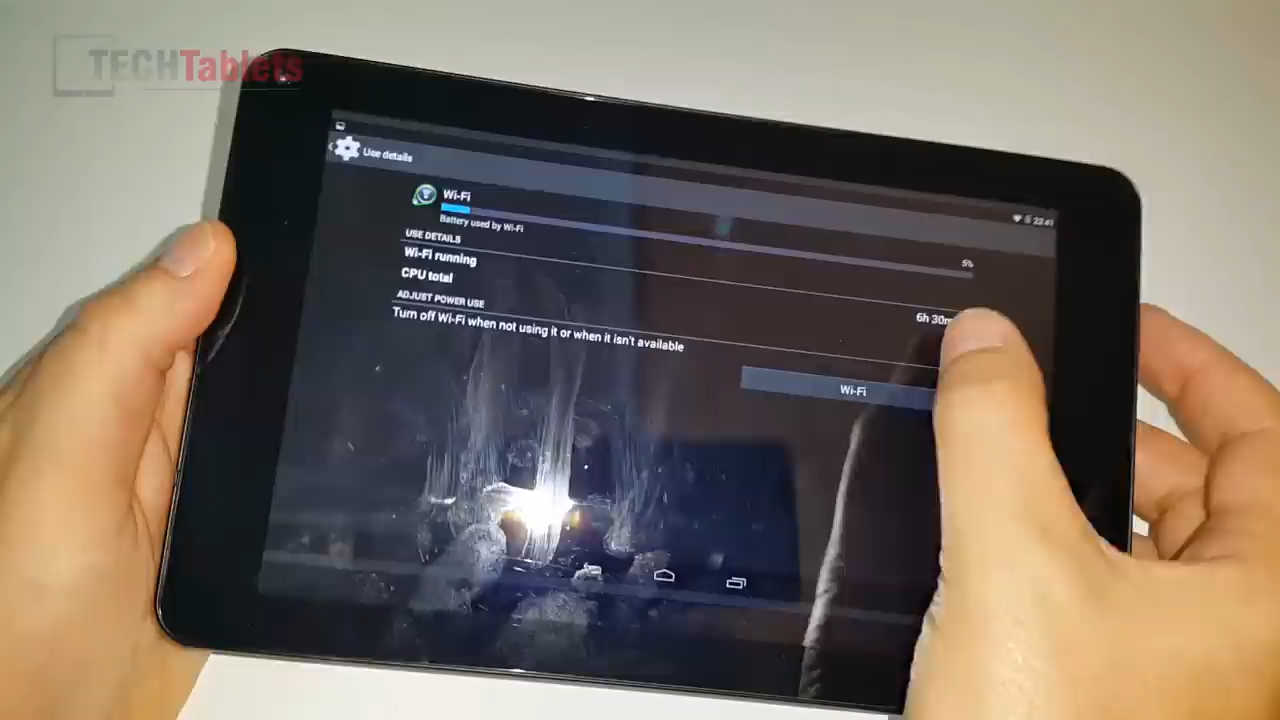 TECHTablets
Use details
22:41
Wi-Fi
Battery used by Wi-Fi
5%
USE DETAILS
Wi-Fi running
6h 30m
CPU total
ADJUST POWER USE
Turn off Wi-Fi when not using it or when it isn't available
Wi-Fi